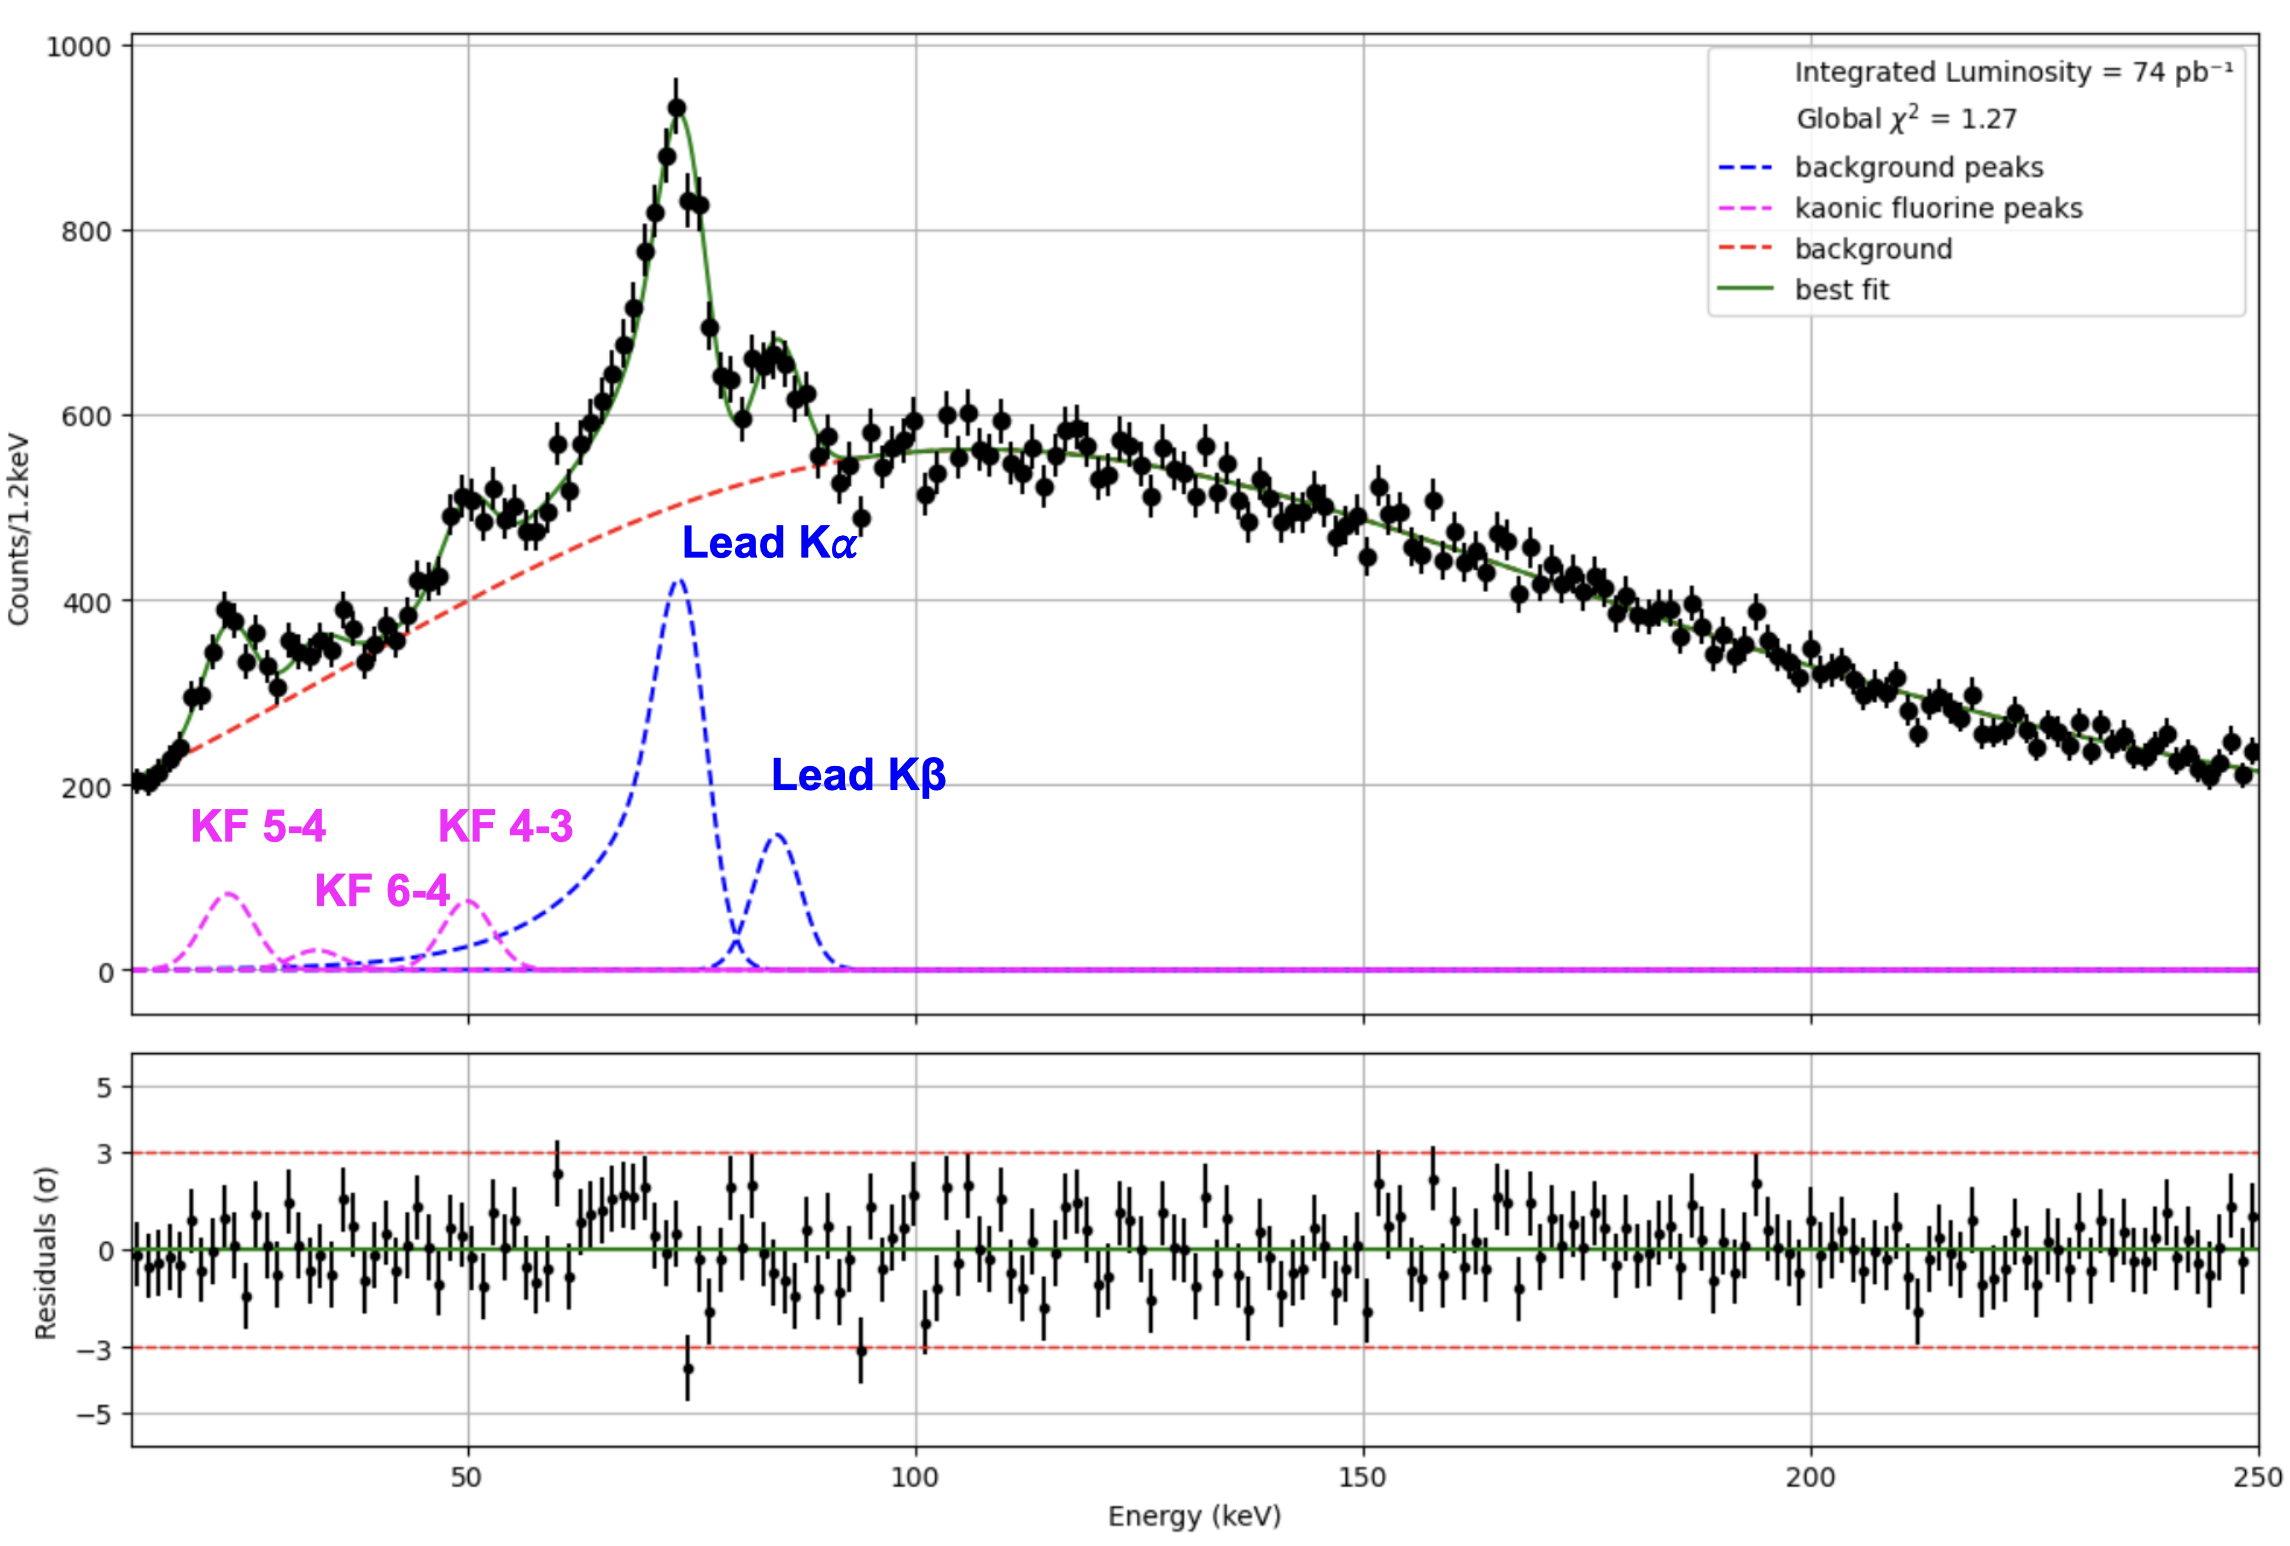 1000
800
600
400
200
0
Counts/1.2keV
Integrated Luminosity = 74 pb⁻¹
Global χ² = 1.27
background peaks
kaonic fluorine peaks
background
best fit
Lead Kα
Lead Kβ
KF 5-4
KF 4-3
KF 6-4
5
3
0
−3
−5
Residuals (σ)
50
100
150
200
250
Energy (keV)